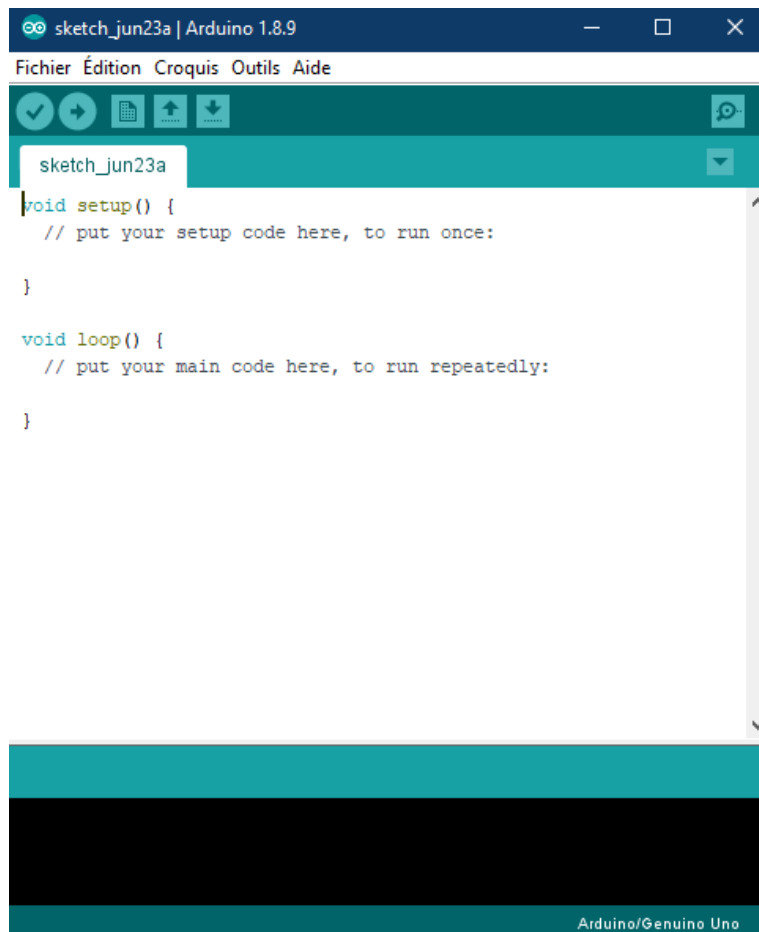 sketch_jun23a | Arduino 1.8.9
Fichier Édition Croquis Outils Aide
sketch_jun23a
void setup() {
  // put your setup code here, to run once:
}
void loop() {
  // put your main code here, to run repeatedly:
}
Arduino/Genuino Uno